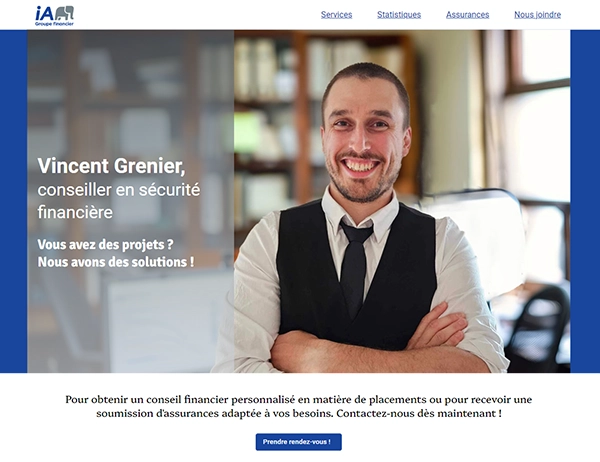 iA
Groupe financier
Services Statistiques Assurances Nous joindre
Vincent Grenier,
conseiller en sécurité
financière
Vous avez des projets ?
Nous avons des solutions !
Pour obtenir un conseil financier personnalisé en matière de placements ou pour recevoir une
soumission d'assurances adaptée à vos besoins. Contactez-nous dès maintenant !
Prendre rendez-vous !